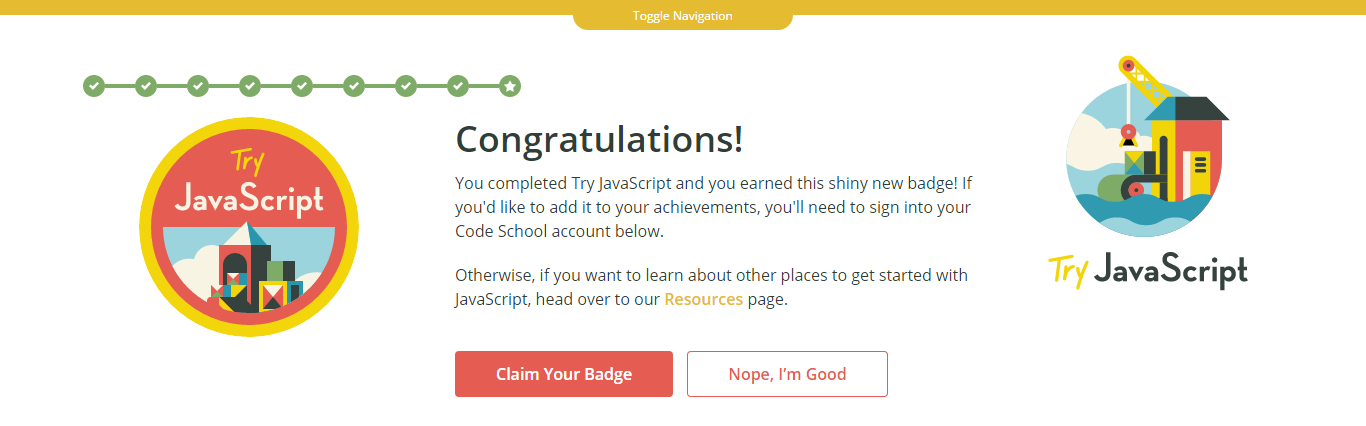 Toggle Navigation
Try
JavaScript
Congratulations!
You completed Try JavaScript and you earned this shiny new badge! If
you'd like to add it to your achievements, you'll need to sign into your
Code School account below.
Otherwise, if you want to learn about other places to get started with
JavaScript, head over to our Resources page.
Claim Your Badge
Nope, I’m Good
Try JavaScript